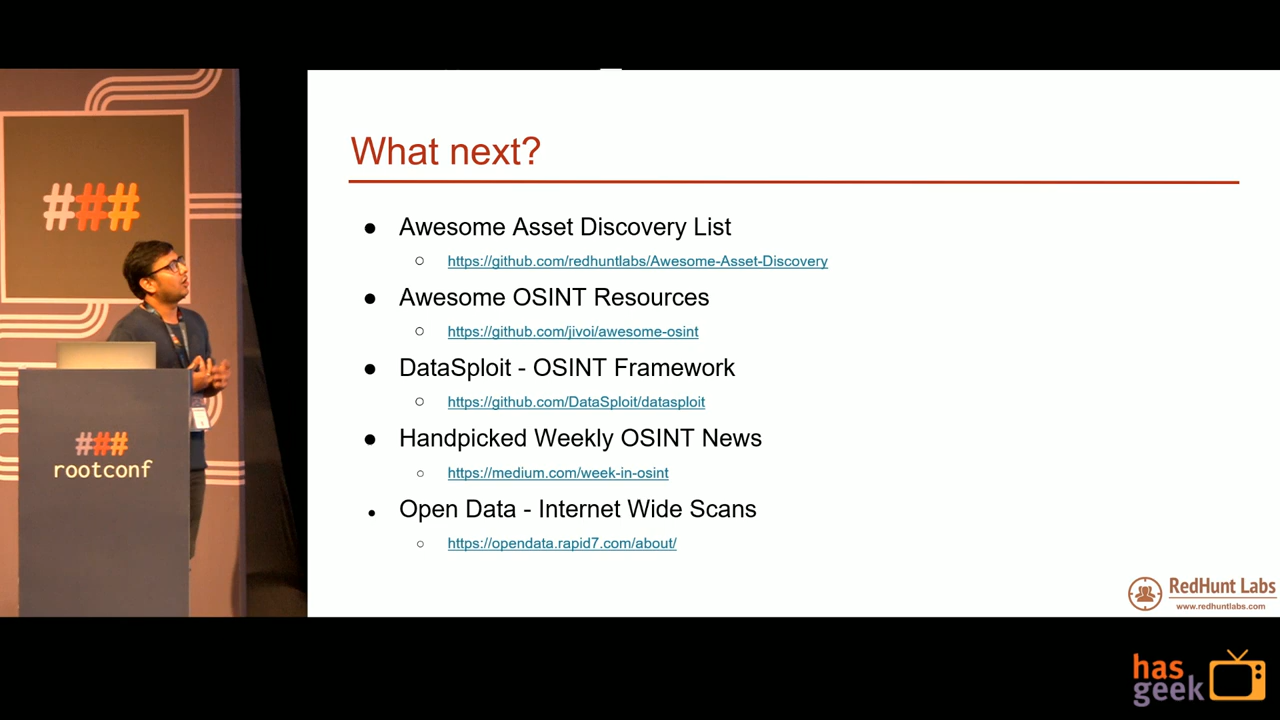 ###
###
rootconf
What next?
● Awesome Asset Discovery List
○ https://github.com/redhuntlabs/Awesome-Asset-Discovery
● Awesome OSINT Resources
○ https://github.com/jivoi/awesome-osint
● DataSploit - OSINT Framework
○ https://github.com/DataSploit/datasploit
● Handpicked Weekly OSINT News
○ https://medium.com/week-in-osint
● Open Data - Internet Wide Scans
○ https://opendata.rapid7.com/about/
RedHunt Labs
www.redhuntlabs.com
has
geek